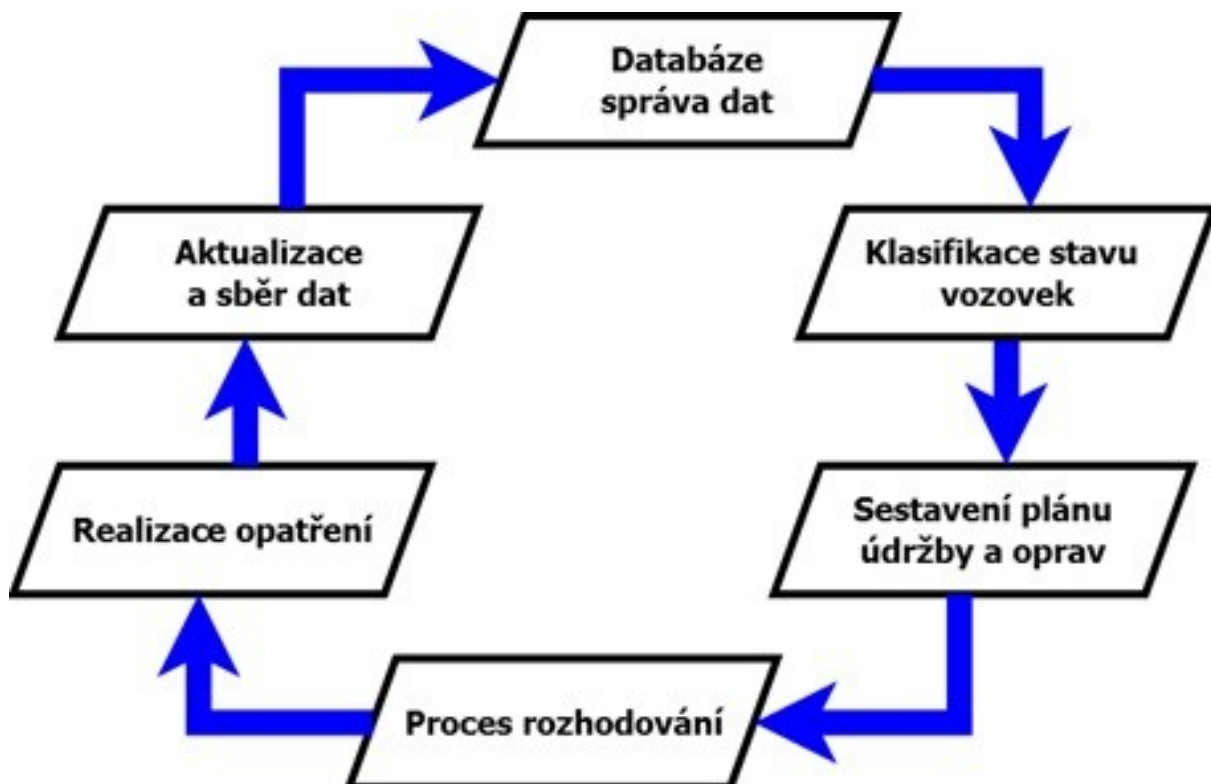 Databáze
správa dat
Klasifikace stavu
vozovek
Sestavení plánu
údržby a oprav
Proces rozhodování
Realizace opatření
Aktualizace
a sběr dat